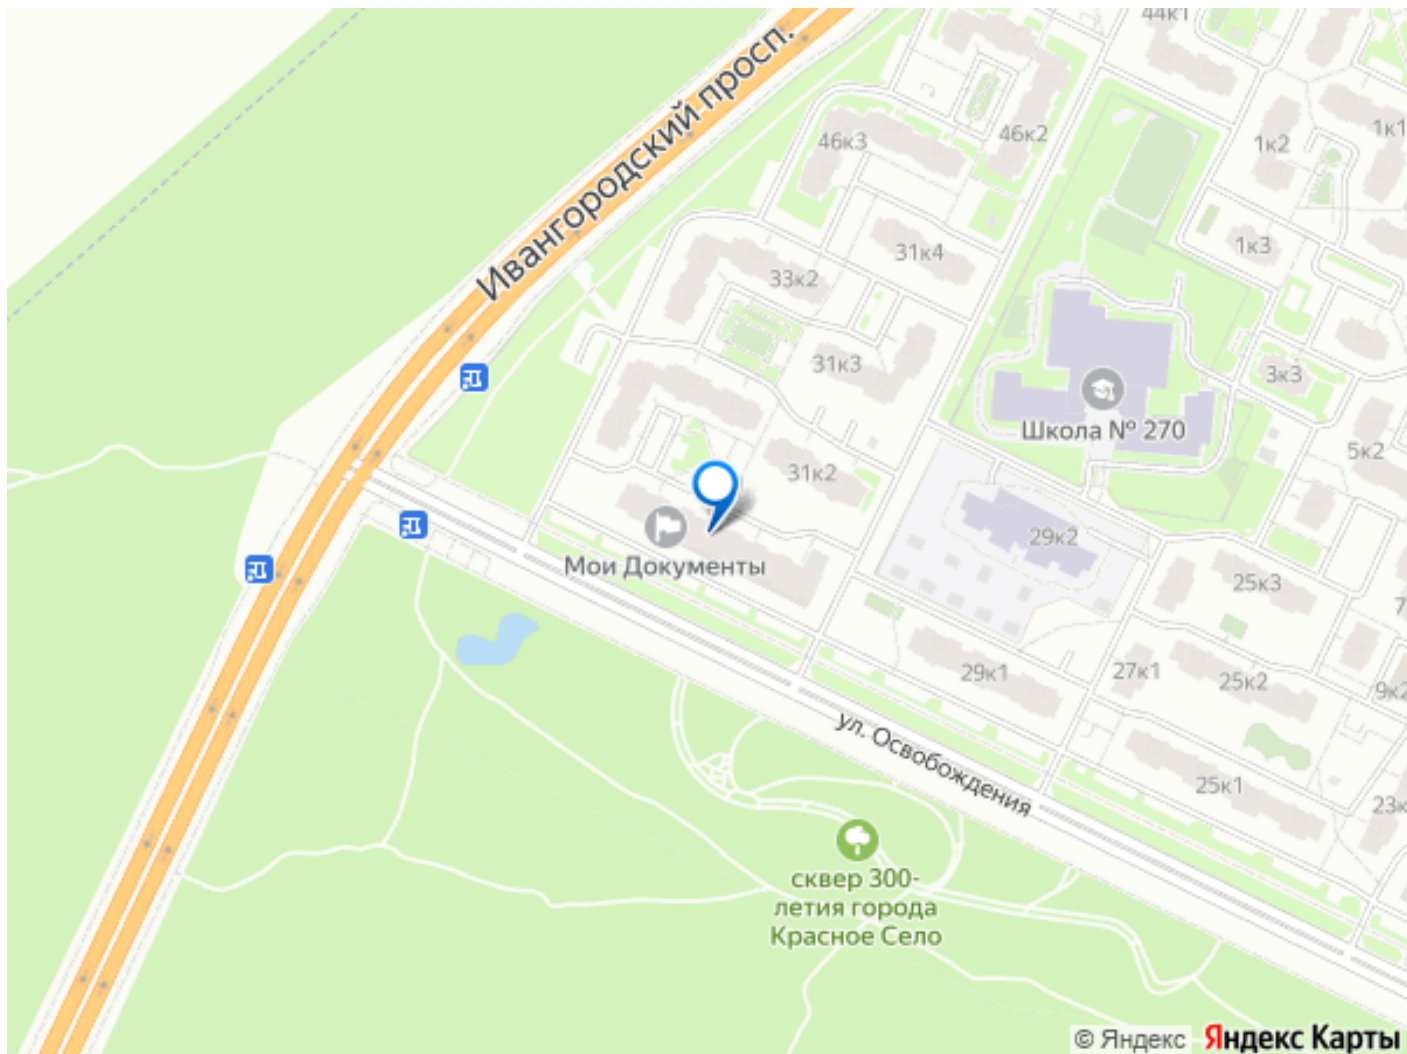 44к1
Ивангородский просп.
46к3
46к2
1к2
1к1
31к4
1к3
33к2
31к3
3к3
Школа № 270
5к2
31к2
29к2
Мои Документы
25к3
29к1
27к1
25к2
9к2
ул. Освобождения
25к1
23к
сквер 300-
летия города
Красное Село
© Яндекс Яндекс Карты